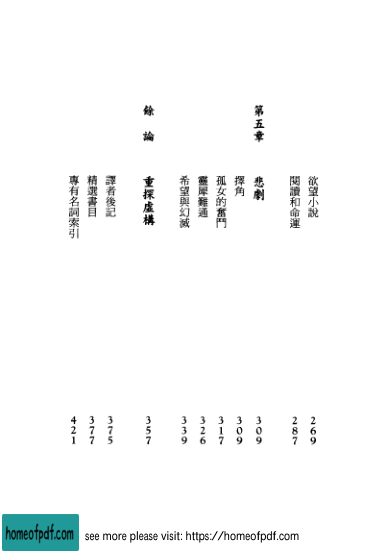 欲望小說 269
閱讀和命運 287
第五章 悲劇 309
擇角 309
孤女的奮鬥 317
靈犀難通 326
希望與幻滅 339
餘論 重探虛構 357
譯者後記 375
精選書目 377
專有名詞索引 421
homeofpdf.com
see more please visit: https://homeofpdf.com